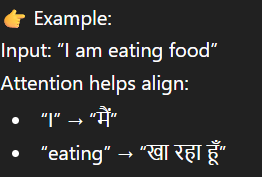 👉 Example:
Input: “I am eating food”
Attention helps align:
• “I” → “मैं”
• “eating” → “खा रहा हूँ”